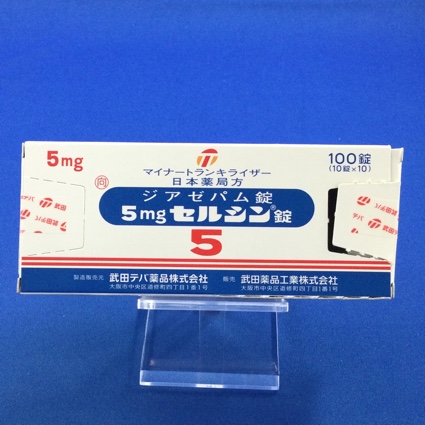 5mg
マイナートランキライザー
日本薬局方
100錠
(10錠×10)
向
ジアゼパム錠
5mgセルシン®錠
5
製造販売元 武田テバ薬品株式会社
大阪市中央区道修町四丁目1番1号
販売 武田薬品工業株式会社
大阪市中央区道修町四丁目1番1号